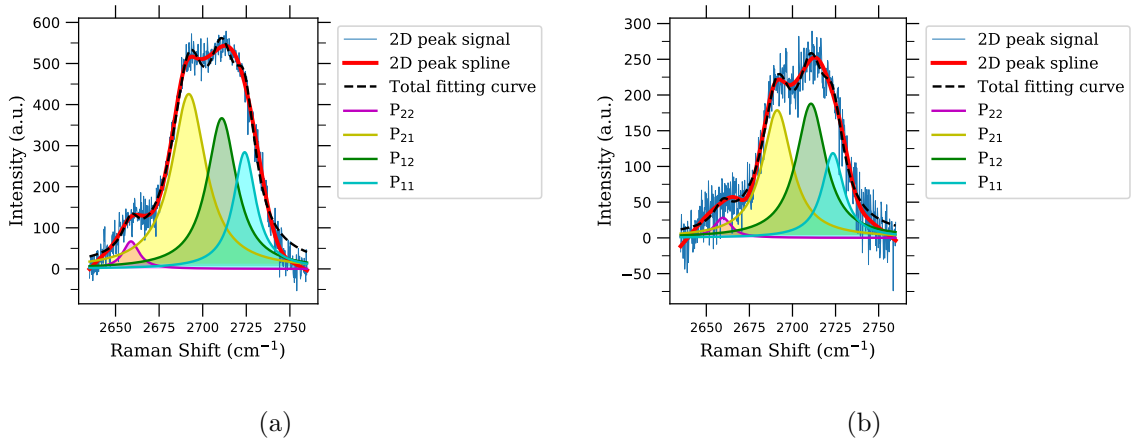 600
500
400
300
200
100
0
Intensity (a.u.)
2650 2675 2700 2725 2750
Raman Shift (cm⁻¹)
2D peak signal
2D peak spline
Total fitting curve
P₂₂
P₂₁
P₁₂
P₁₁
(a)
300
250
200
150
100
50
0
−50
Intensity (a.u.)
2650 2675 2700 2725 2750
Raman Shift (cm⁻¹)
2D peak signal
2D peak spline
Total fitting curve
P₂₂
P₂₁
P₁₂
P₁₁
(b)